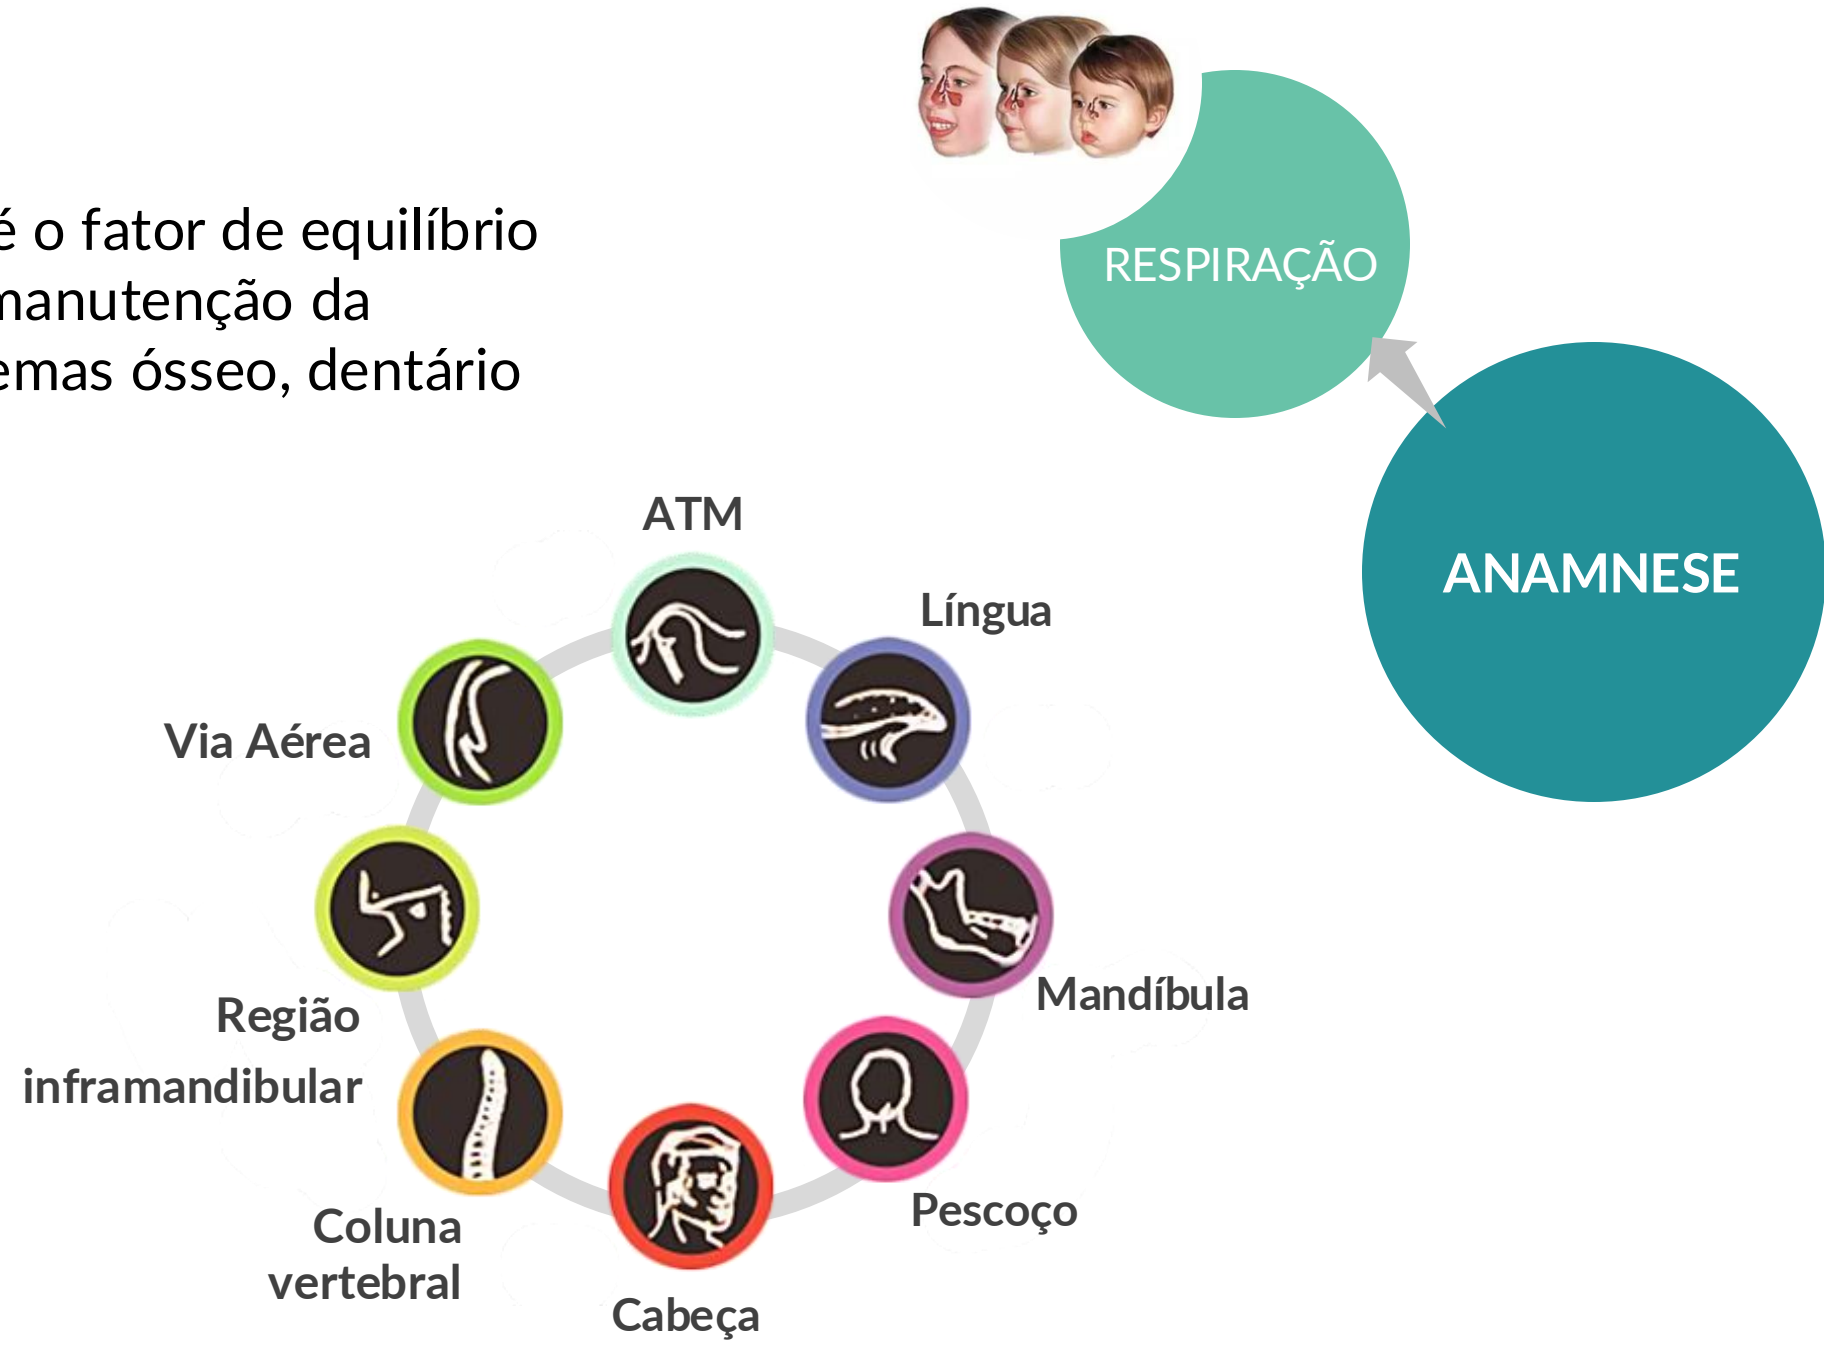 é o fator de equilíbrio
manutenção da
emas ósseo, dentário
RESPIRAÇÃO
ANAMNESE
ATM
Língua
Via Aérea
Mandíbula
Região
inframandibular
Pescoço
Coluna
vertebral
Cabeça